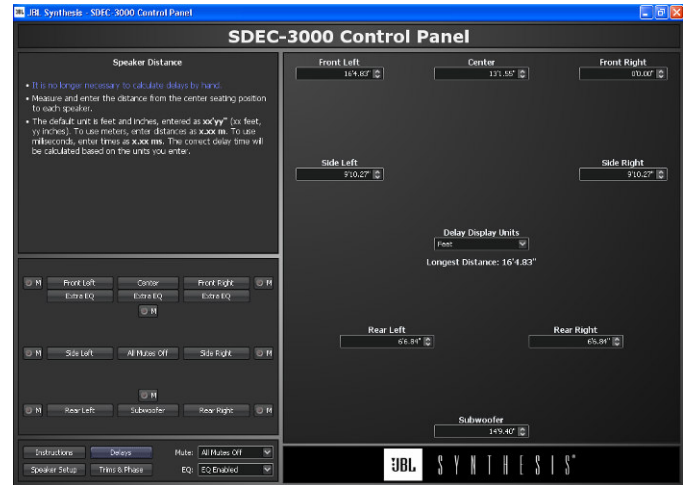 JBL Synthesis - SDEC-3000 Control Panel
SDEC-3000 Control Panel
Speaker Distance
• It is no longer necessary to calculate delays by hand.
• Measure and enter the distance from the center seating position
to each speaker.
• The default unit is feet and inches, entered as xx'yy" (xx feet,
yy inches). To use meters, enter distances as x.xx m. To use
milliseconds, enter times as x.xx ms. The correct delay time will
be calculated based on the units you enter.
Front Left Center Front Right
16'4.83" 13'1.55" 0'0.00"
Side Left Side Right
9'10.27" 9'10.27"
Delay Display Units
Feet
Longest Distance: 16'4.83"
Rear Left Rear Right
6'6.84" 6'6.84"
Subwoofer
14'9.40"
M Front Left Center Front Right M
Extra EQ Extra EQ Extra EQ
M
M Side Left All Mutes Off Side Right M
M
M Rear Left Subwoofer Rear Right M
Instructions Delays Mute: All Mutes Off
Speaker Setup Trims & Phase EQ: EQ Enabled
JBL SYNTHESIS